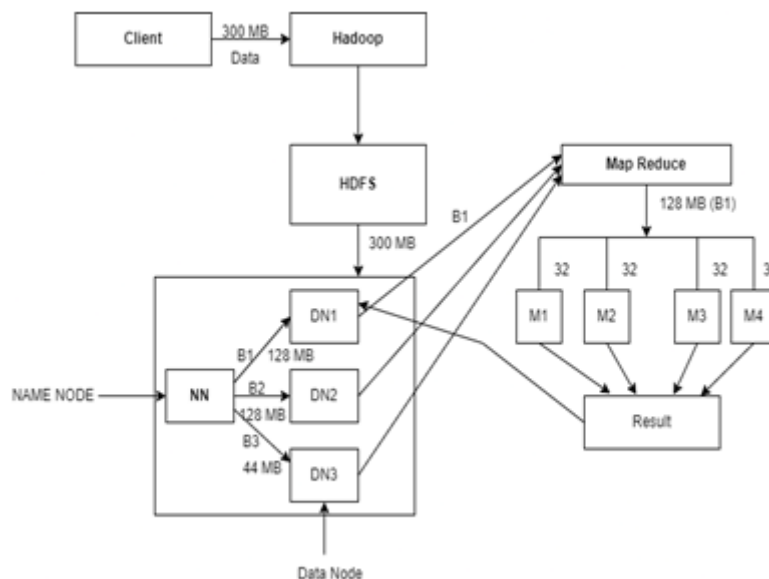 Client
300 MB
Data
Hadoop
HDFS
300 MB
Map Reduce
128 MB (B1)
B1
32
32
32
M1
M2
M3
M4
Result
DN1
B1
128 MB
NAME NODE
NN
B2
128 MB
DN2
B3
44 MB
DN3
Data Node